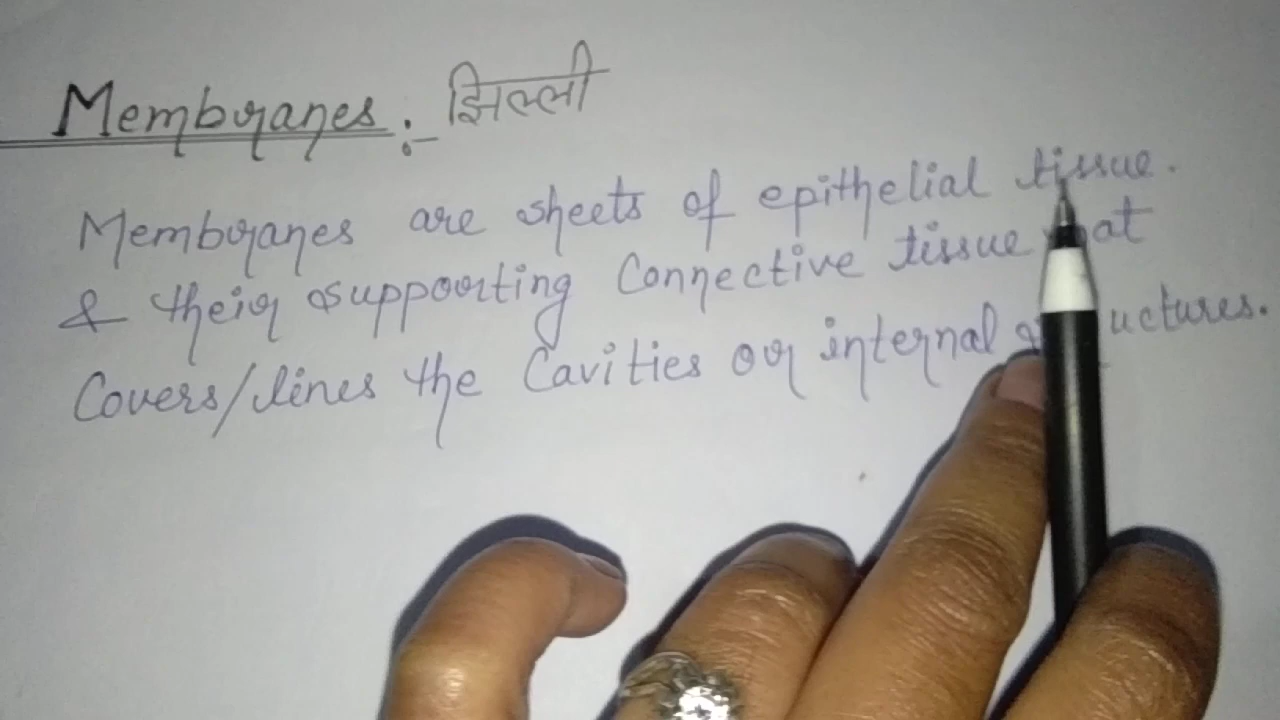 Membranes :- झिल्ली
Membranes are sheets of epithelial tissue.
& their supporting Connective tissue
Covers/lines the Cavities or internal